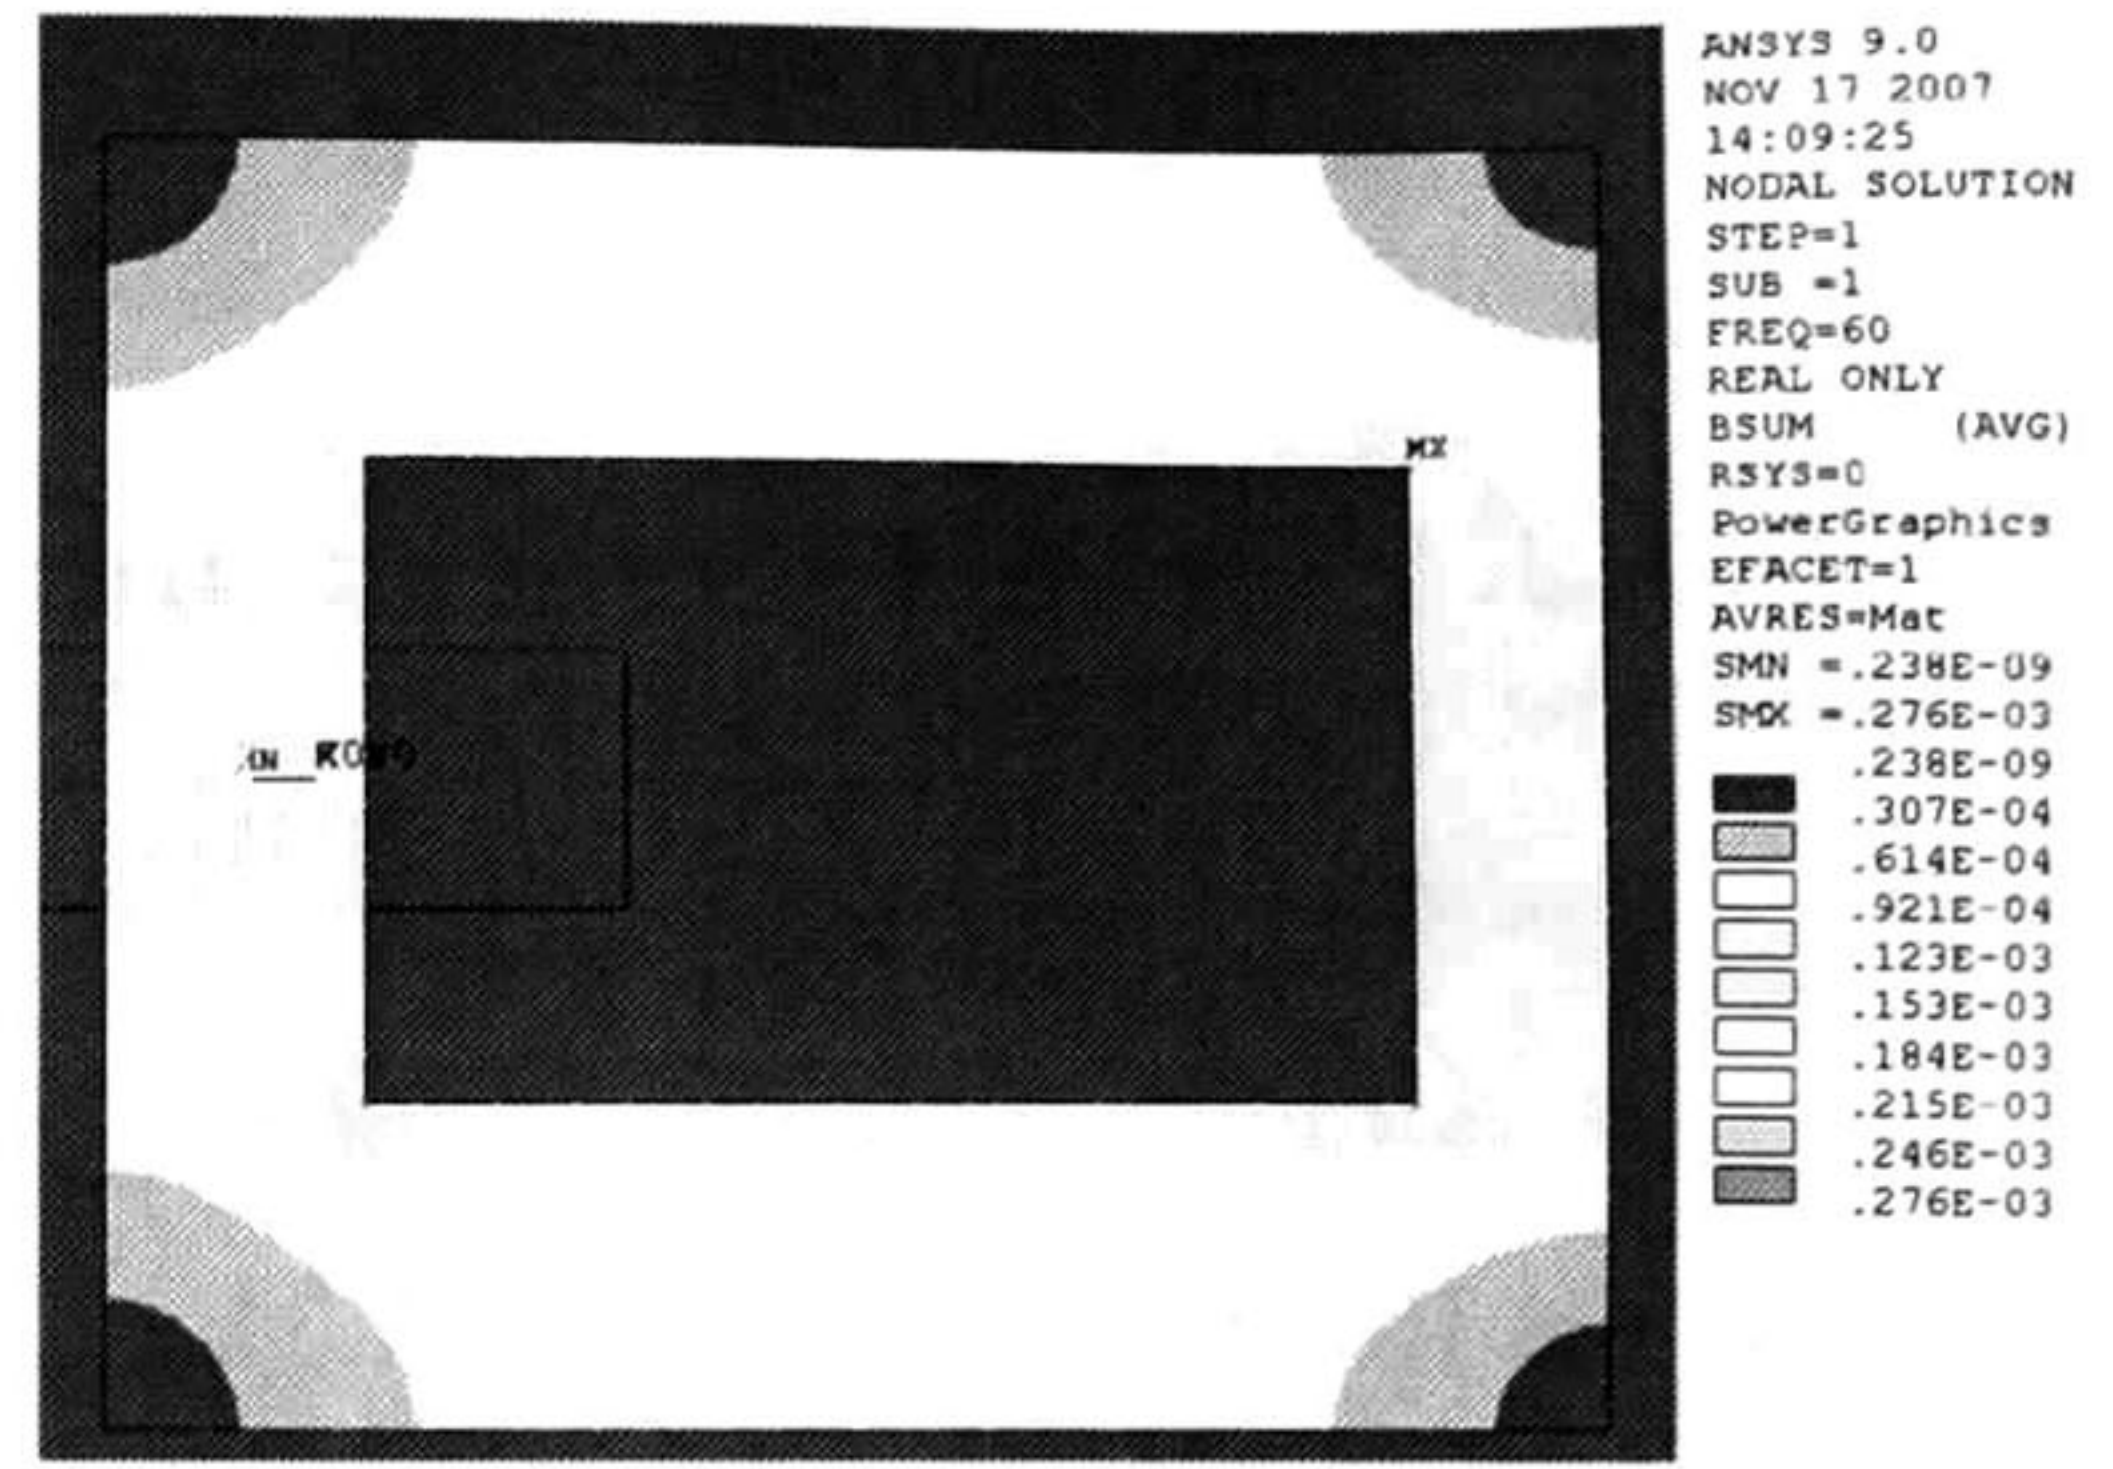 ANSYS 9.0
NOV 17 2007
14:09:25
NODAL SOLUTION
STEP=1
SUB =1
FREQ=60
REAL ONLY
BSUM (AVG)
RSYS=0
PowerGraphics
EFACET=1
AVRES=Mat
SMN =.238E-09
SMX =.276E-03
.238E-09
.307E-04
.614E-04
.921E-04
.123E-03
.153E-03
.184E-03
.215E-03
.246E-03
.276E-03
MX